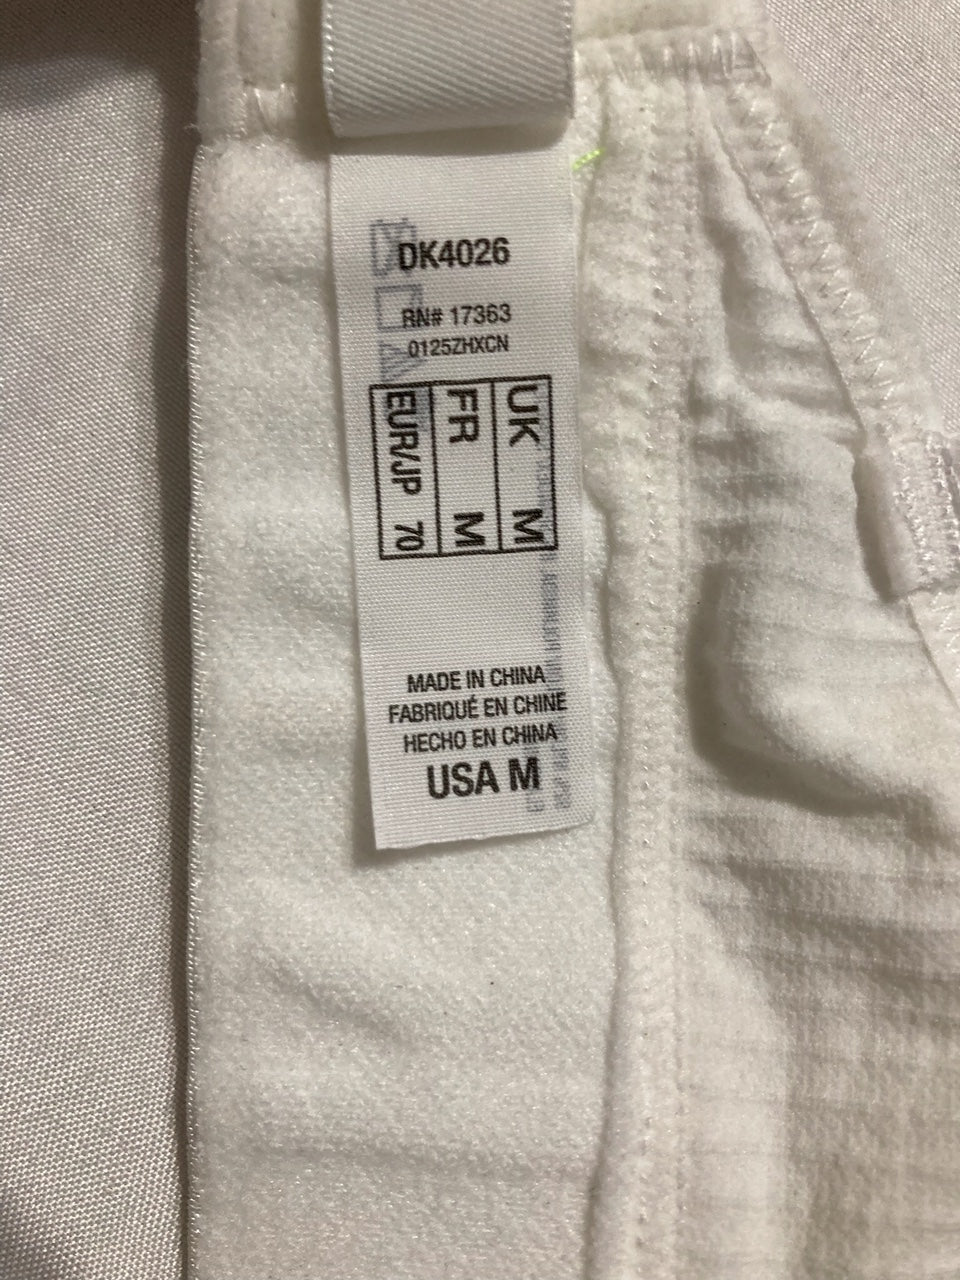 DK4026
RN# 17363
0125ZHXCN
UK M
FR M
EUR/JP 70
MADE IN CHINA
FABRIQUÉ EN CHINE
HECHO EN CHINA
USA M